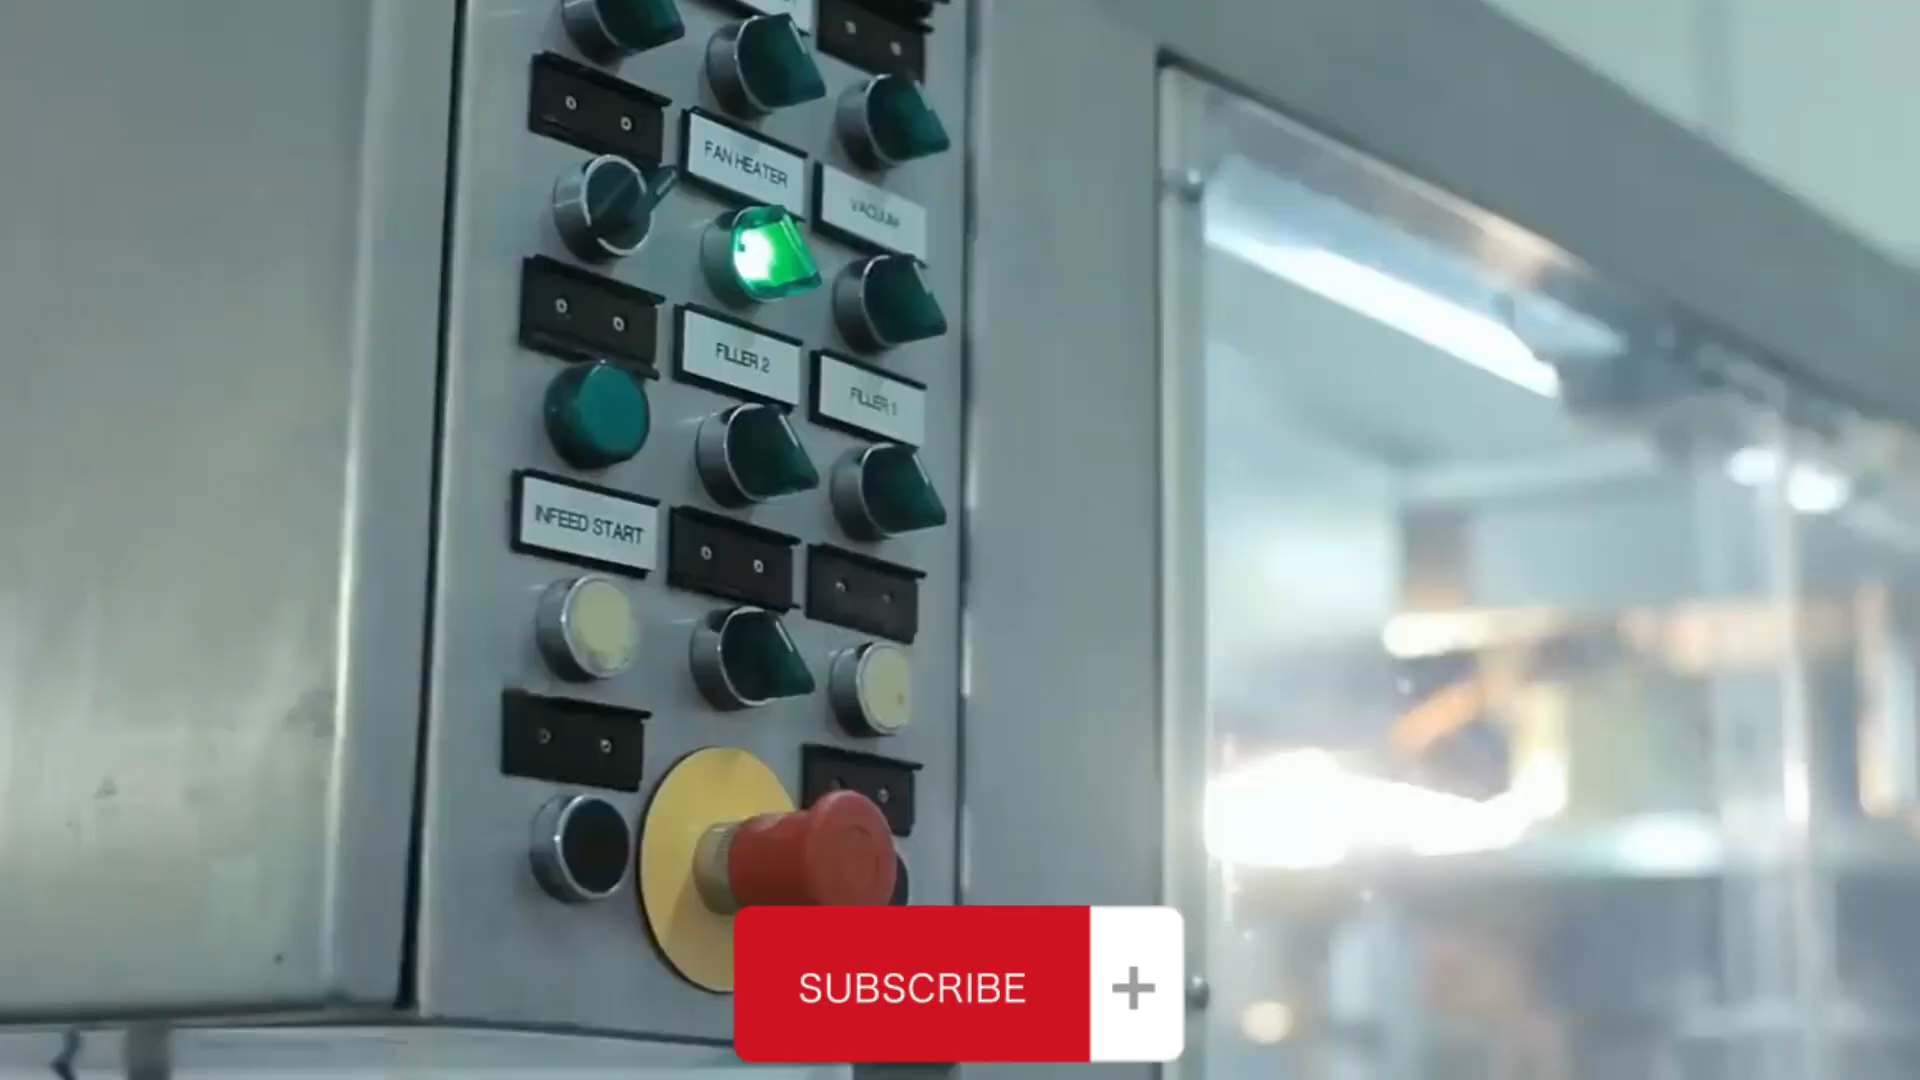 FAN HEATER
VACUUM
FILLER 2
FILLER 1
INFEED START
SUBSCRIBE